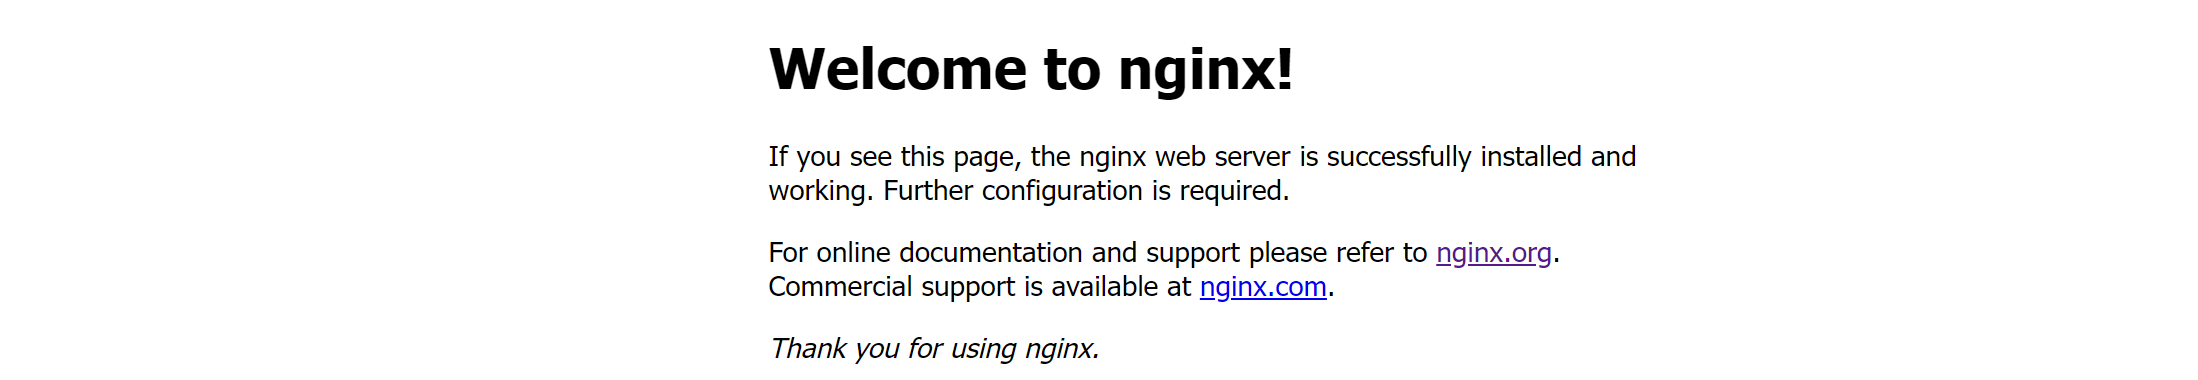 Welcome to nginx!
If you see this page, the nginx web server is successfully installed and
working. Further configuration is required.
For online documentation and support please refer to nginx.org.
Commercial support is available at nginx.com.
Thank you for using nginx.